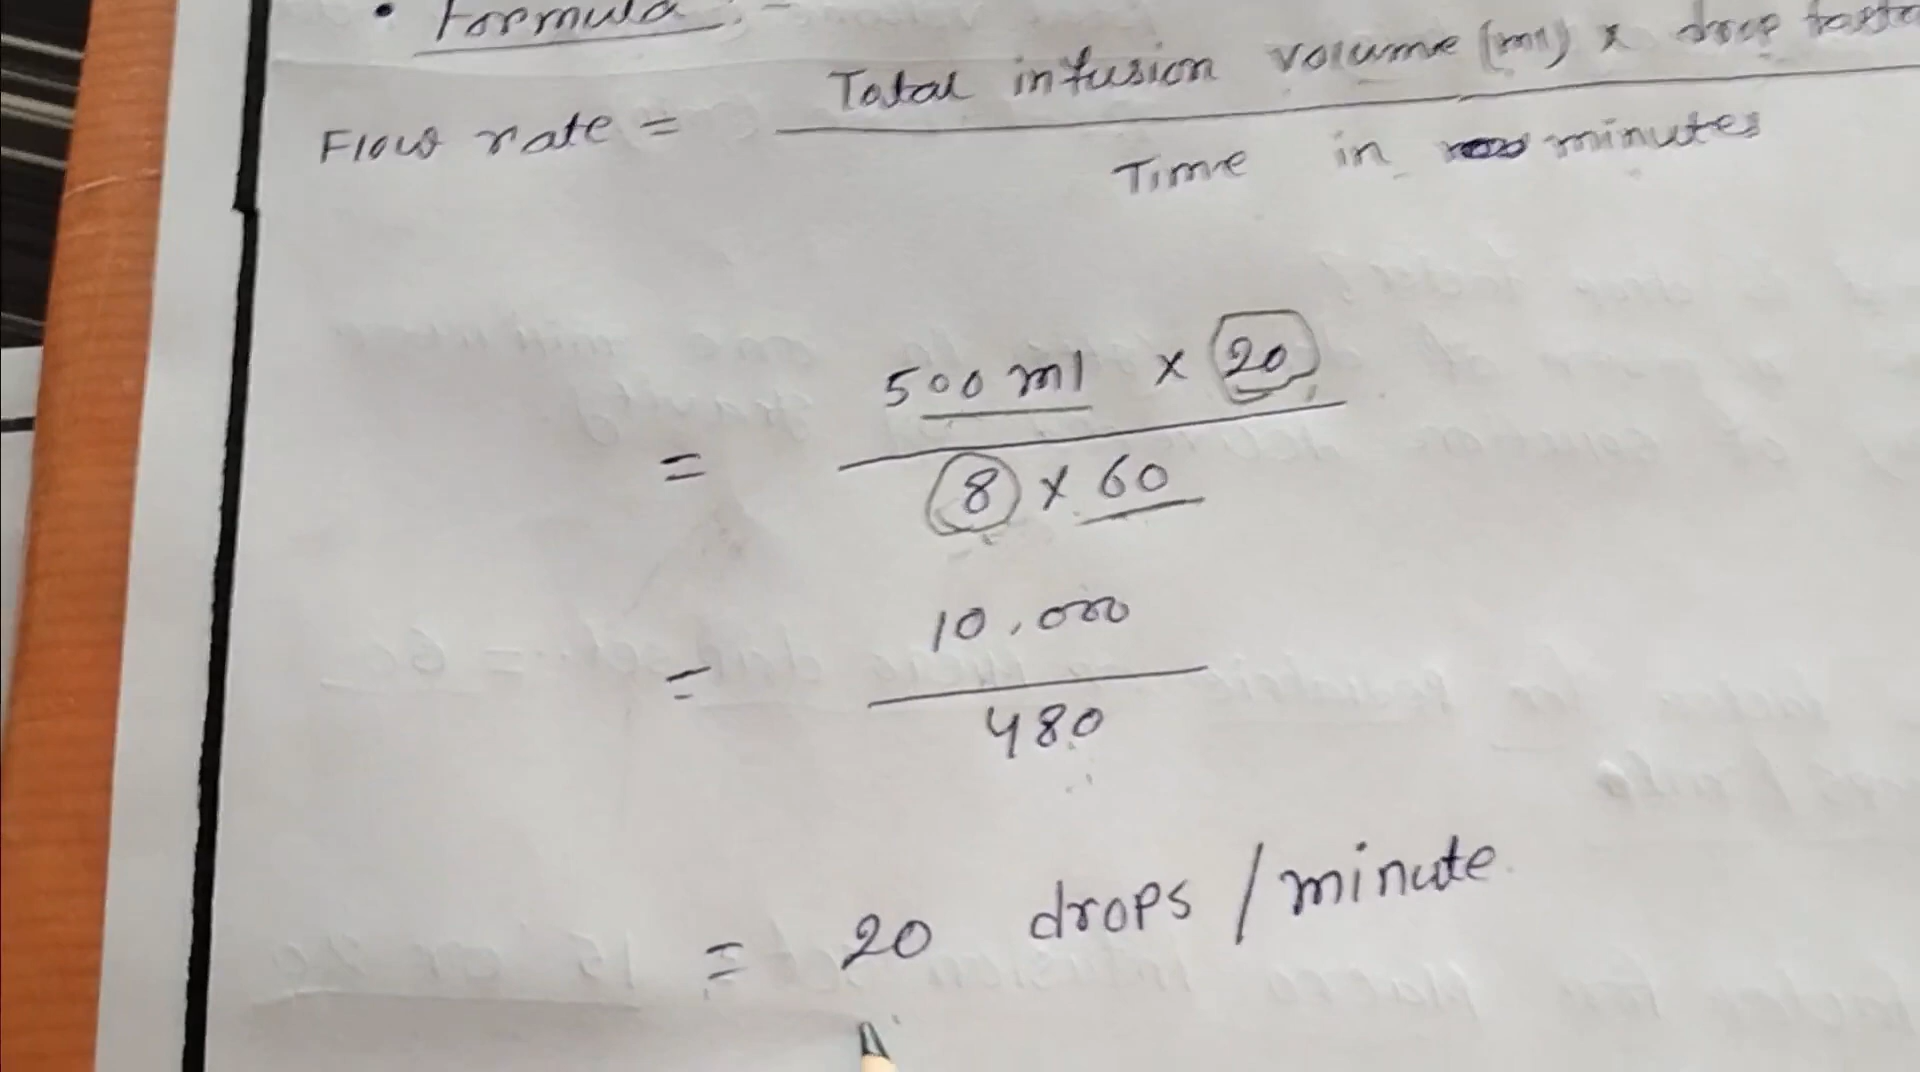 • Formula :-
Flow rate = Total infusion volume (ml) x drop facto
Time in minutes
= 500 ml x 20
8 x 60
= 10,000
480
= 20 drops / minute